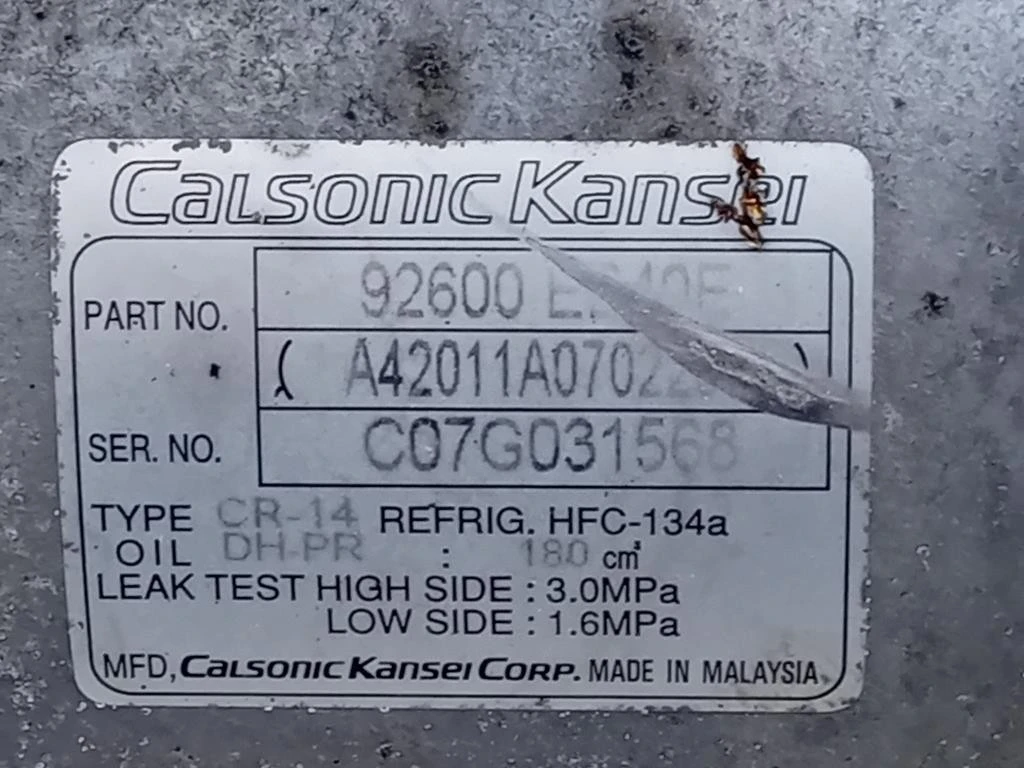 Calsonic Kansei
PART NO. 92600
(A42011A07022 )
SER. NO. C07G031568
TYPE CR-14 REFRIG. HFC-134a
OIL DH-PR : 180 cm³
LEAK TEST HIGH SIDE : 3.0MPa
LOW SIDE : 1.6MPa
MFD, CALSONIC KANSEI CORP. MADE IN MALAYSIA